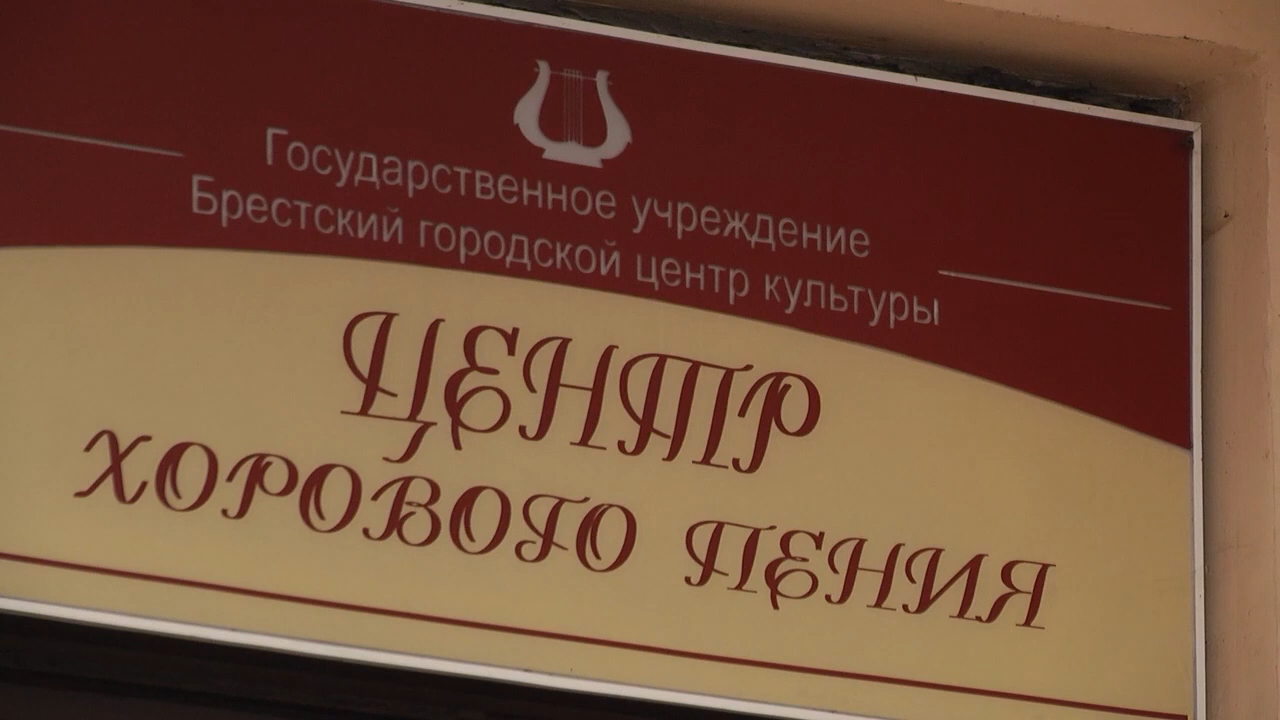 Государственное учреждение
Брестский городской центр культуры
ЦЕНТР
ХОРОВОГО ПЕНИЯ